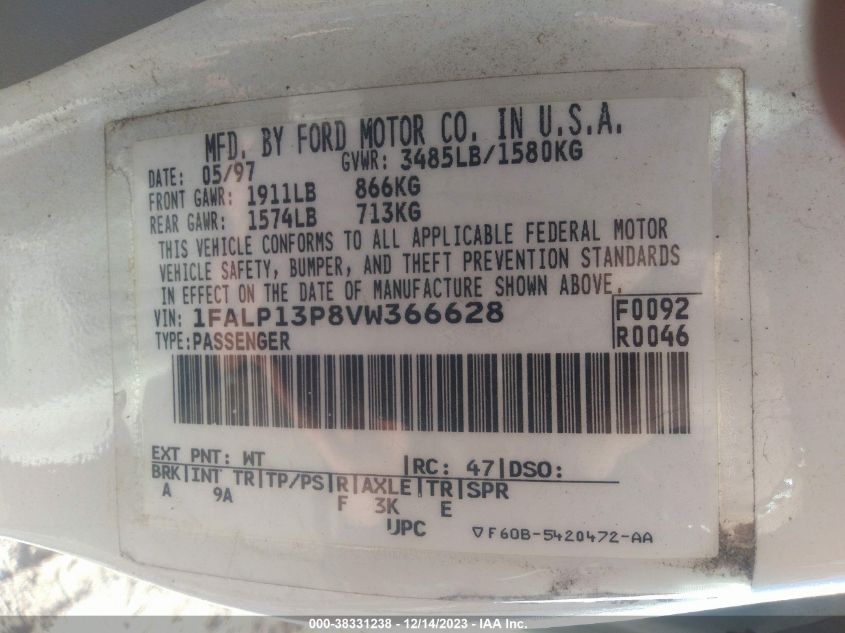 MFD. BY FORD MOTOR CO. IN U.S.A.
DATE: 05/97 GVWR: 3485LB/1580KG
FRONT GAWR: 1911LB 866KG
REAR GAWR: 1574LB 713KG
THIS VEHICLE CONFORMS TO ALL APPLICABLE FEDERAL MOTOR
VEHICLE SAFETY, BUMPER, AND THEFT PREVENTION STANDARDS
IN EFFECT ON THE DATE OF MANUFACTURE SHOWN ABOVE.
VIN: 1FALP13P8VW366628 F0092
TYPE:PASSENGER R0046
EXT PNT: WT |RC: 47|DSO:
BRK|INT TR|TP/PS|R|AXLE|TR|SPR
A 9A F 3K E
UPC ▽F60B-5420472-AA
000-38331238 - 12/14/2023 - IAA Inc.